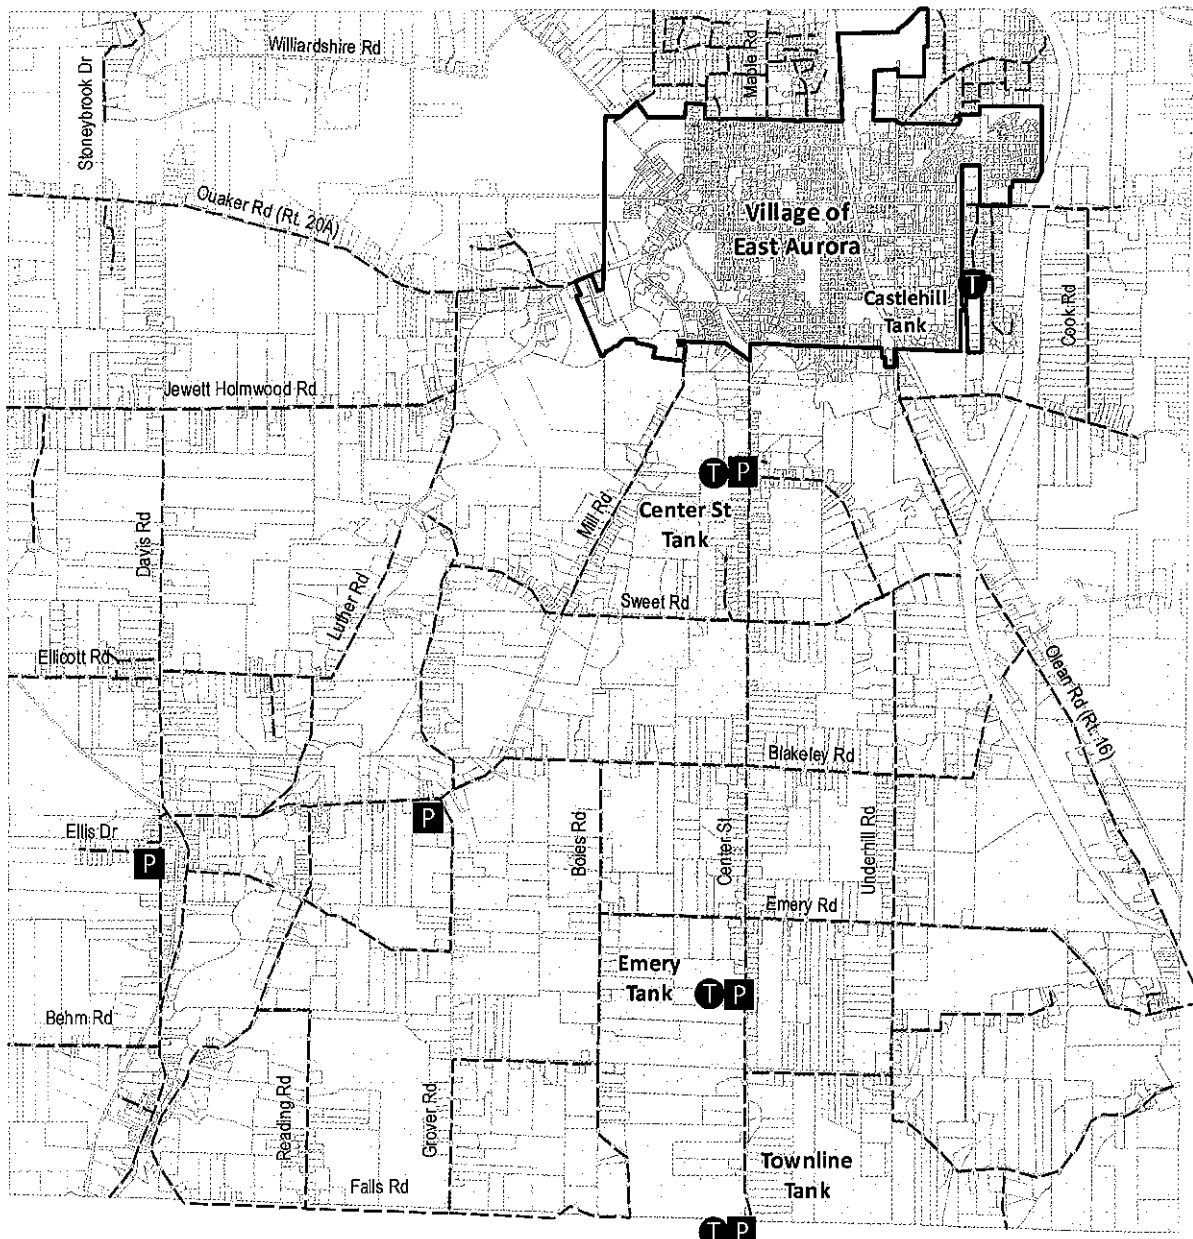 Williardshire Rd
Maple Rd
Stoneybrook Dr
Quaker Rd (Rt. 20A)
Village of
East Aurora
Castlehill
Tank
T
Cook Rd
Jewett Holmwood Rd
T P
Center St
Tank
Mill Rd
Davis Rd
Luther Rd
Sweet Rd
Ellicott Rd
Olean Rd (Rt. 16)
Blakeley Rd
P
Ellis Dr
P
Boies Rd
Center St
Underhill Rd
Emery Rd
Emery
Tank
T P
Behm Rd
Reading Rd
Grover Rd
Townline
Tank
Falls Rd
T P